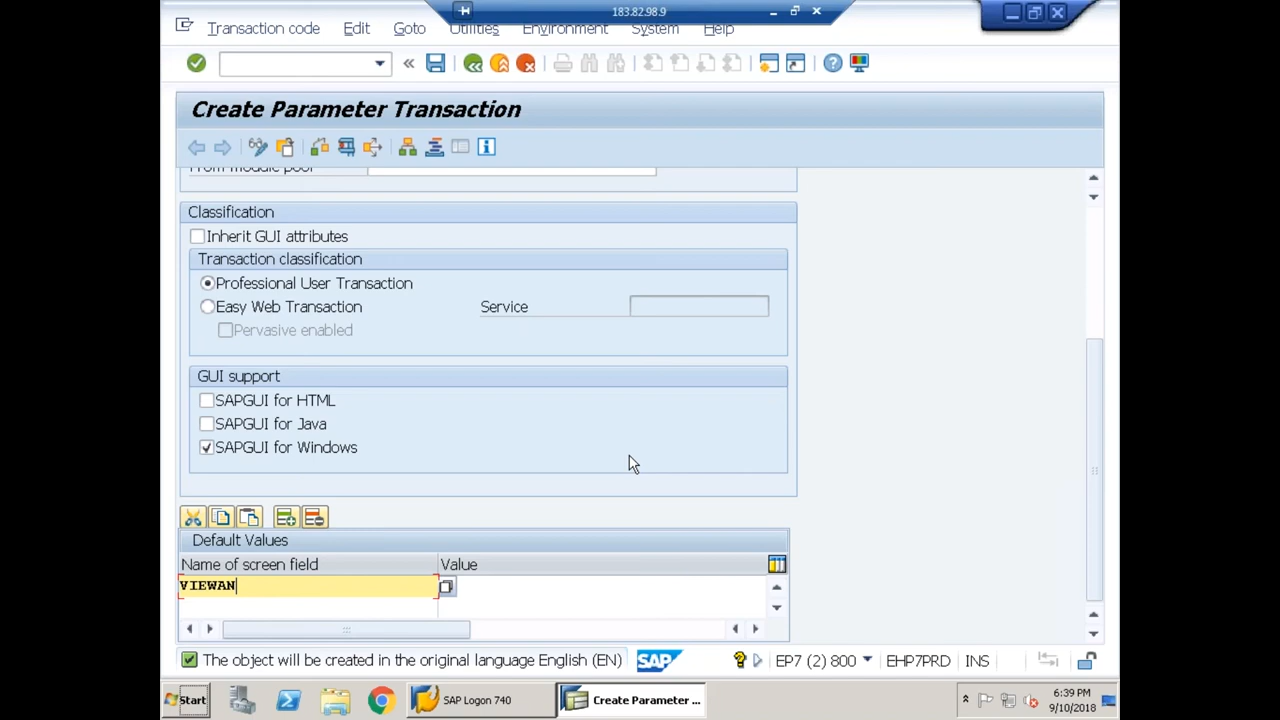 183.82.98.9
Transaction code Edit Goto Utilities Environment System Help
Create Parameter Transaction
From module pool
Classification
Inherit GUI attributes
Transaction classification
Professional User Transaction
Easy Web Transaction Service
Pervasive enabled
GUI support
SAPGUI for HTML
SAPGUI for Java
SAPGUI for Windows
Default Values
Name of screen field Value
VIEWAN
The object will be created in the original language English (EN) SAP EP7 (2) 800 EHP7PRD INS
Start SAP Logon 740 Create Parameter ... 6:39 PM
9/10/2018